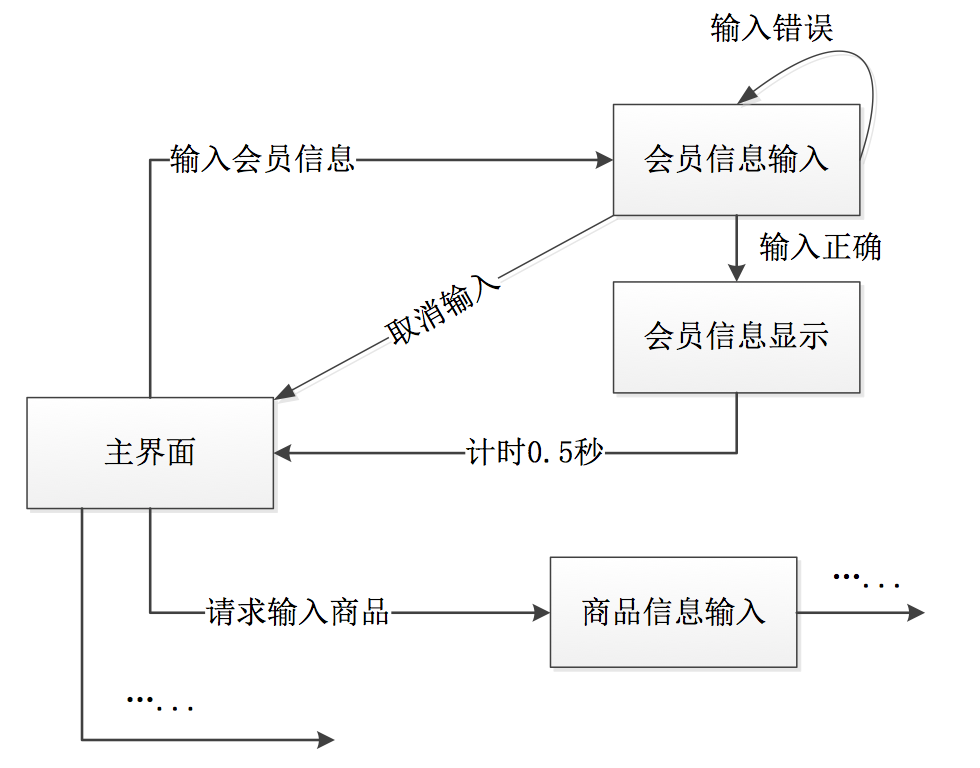 输入错误
输入会员信息
会员信息输入
输入正确
取消输入
会员信息显示
主界面
计时0.5秒
请求输入商品
商品信息输入
…...
…...